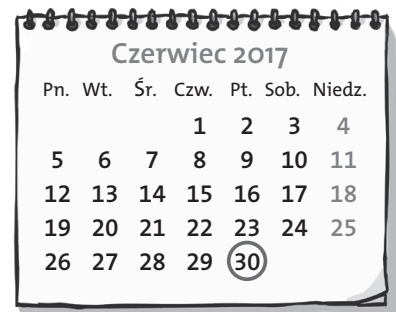 Czerwiec 2017
Pn. Wt. Śr. Czw. Pt. Sob. Niedz.
1 2 3 4
5 6 7 8 9 10 11
12 13 14 15 16 17 18
19 20 21 22 23 24 25
26 27 28 29 30